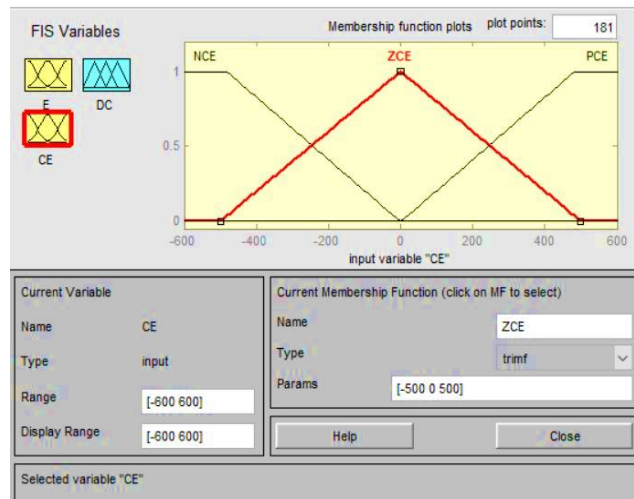 FIS Variables
Membership function plots
plot points:
181
E
DC
CE
NCE
ZCE
PCE
1
0.5
0
-600
-400
-200
0
200
400
600
input variable "CE"
Current Variable
Name
CE
Type
input
Range
[-600 600]
Display Range
[-600 600]
Current Membership Function (click on MF to select)
Name
ZCE
Type
trimf
Params
[-500 0 500]
Help
Close
Selected variable "CE"